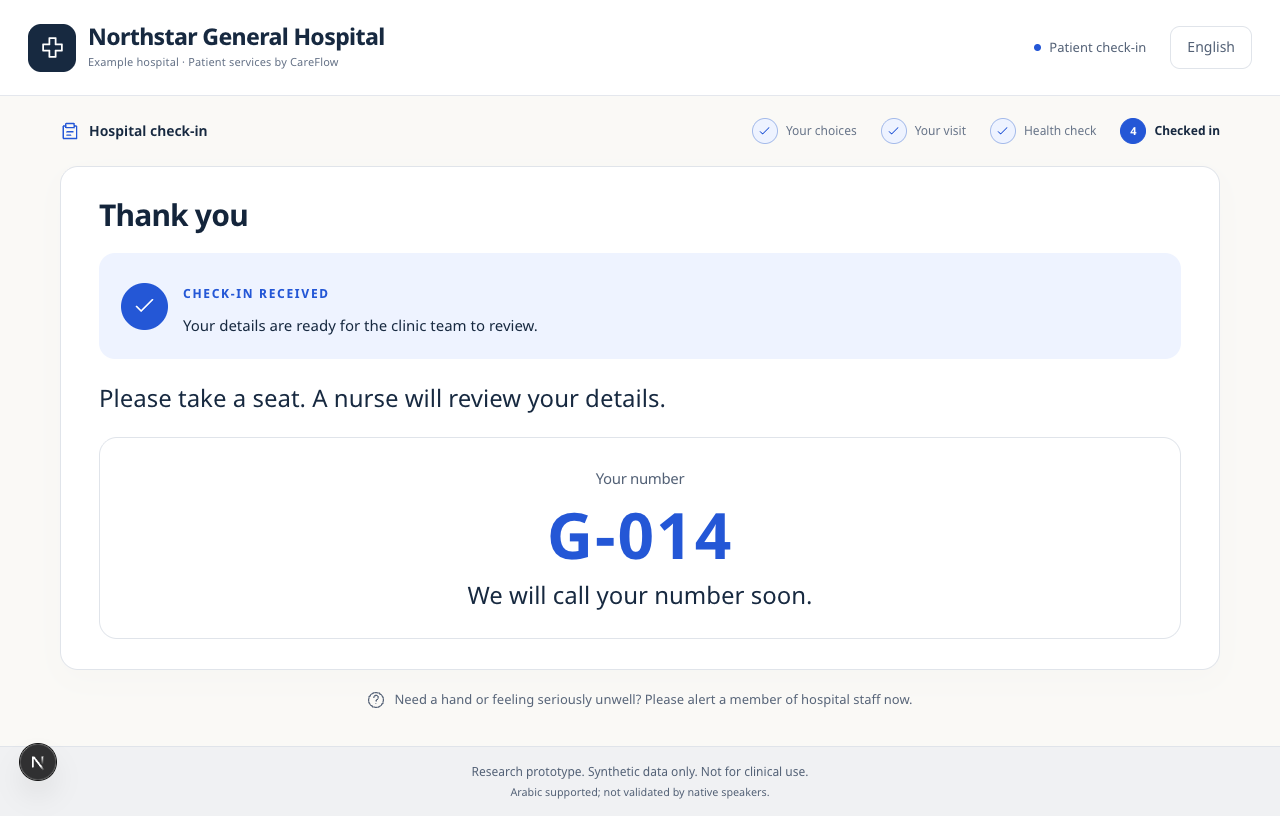 Northstar General Hospital
Example hospital · Patient services by CareFlow
Patient check-in
English
Hospital check-in
Your choices
Your visit
Health check
4 Checked in
Thank you
CHECK-IN RECEIVED
Your details are ready for the clinic team to review.
Please take a seat. A nurse will review your details.
Your number
G-014
We will call your number soon.
Need a hand or feeling seriously unwell? Please alert a member of hospital staff now.
N
Research prototype. Synthetic data only. Not for clinical use.
Arabic supported; not validated by native speakers.